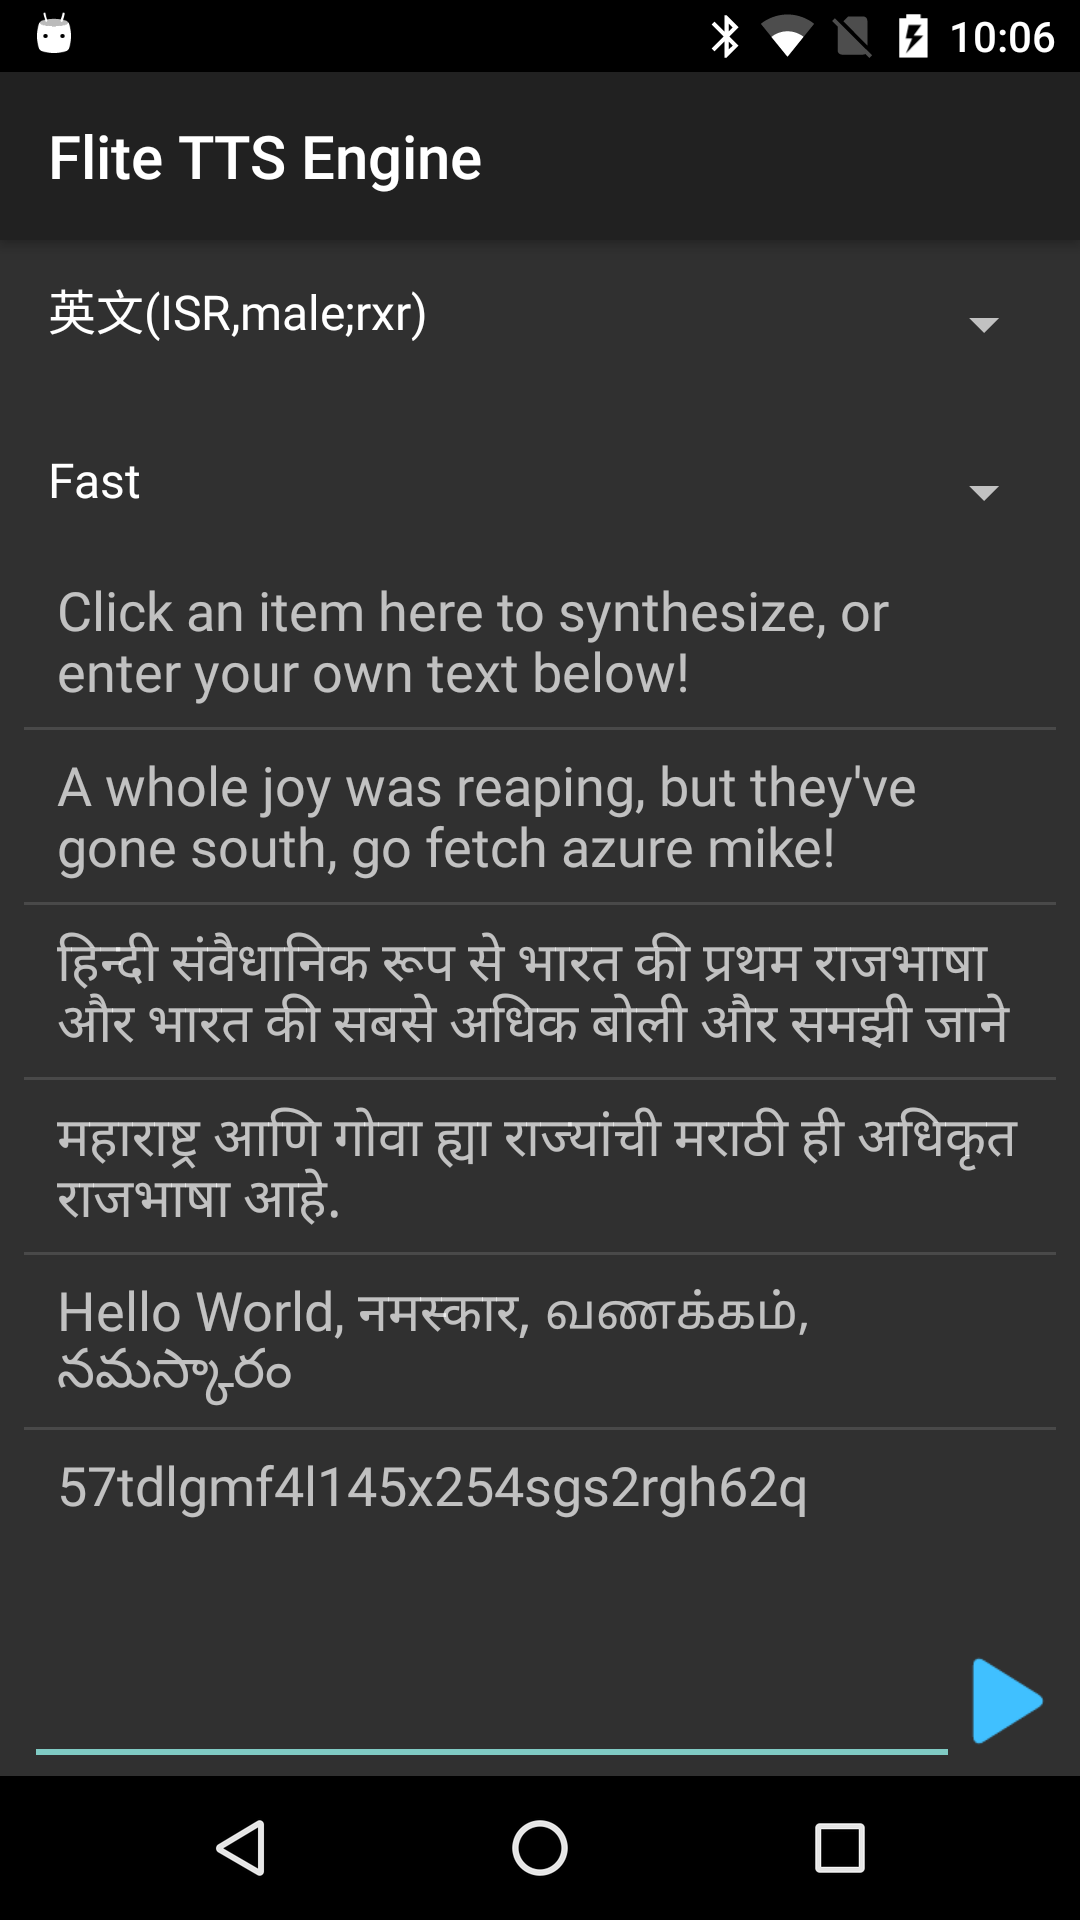 10:06
Flite TTS Engine
英文(ISR,male;rxr)
Fast
Click an item here to synthesize, or
enter your own text below!
A whole joy was reaping, but they've
gone south, go fetch azure mike!
हिन्दी संवैधानिक रूप से भारत की प्रथम राजभाषा
और भारत की सबसे अधिक बोली और समझी जाने
महाराष्ट्र आणि गोवा ह्या राज्यांची मराठी ही अधिकृत
राजभाषा आहे.
Hello World, नमस्कार, வணக்கம்,
నమస్కారం
57tdlgmf4l145x254sgs2rgh62q